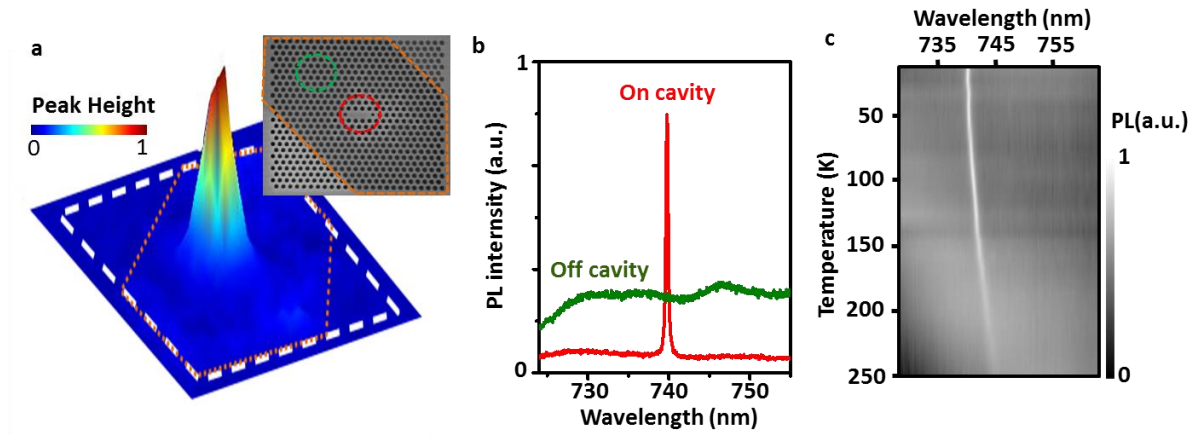 a
Peak Height
0 1
b
1
On cavity
Off cavity
PL internsity (a.u.)
0
730 740 750
Wavelength (nm)
c
Wavelength (nm)
735 745 755
Temperature (K)
50
100
150
200
250
PL(a.u.)
1
0